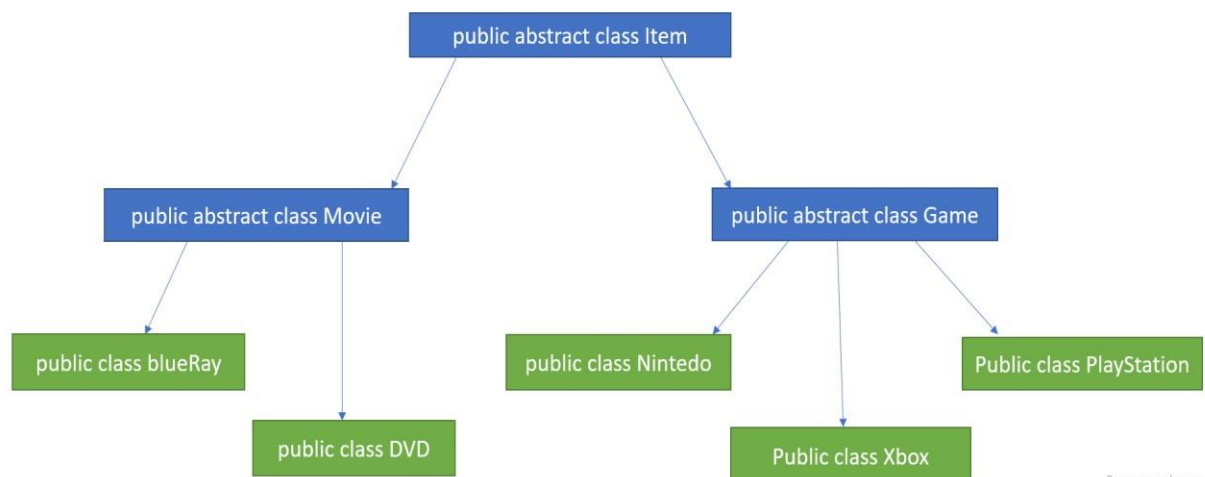 public abstract class Item
public abstract class Movie
public abstract class Game
public class blueRay
public class Nintedo
Public class PlayStation
public class DVD
Public class Xbox